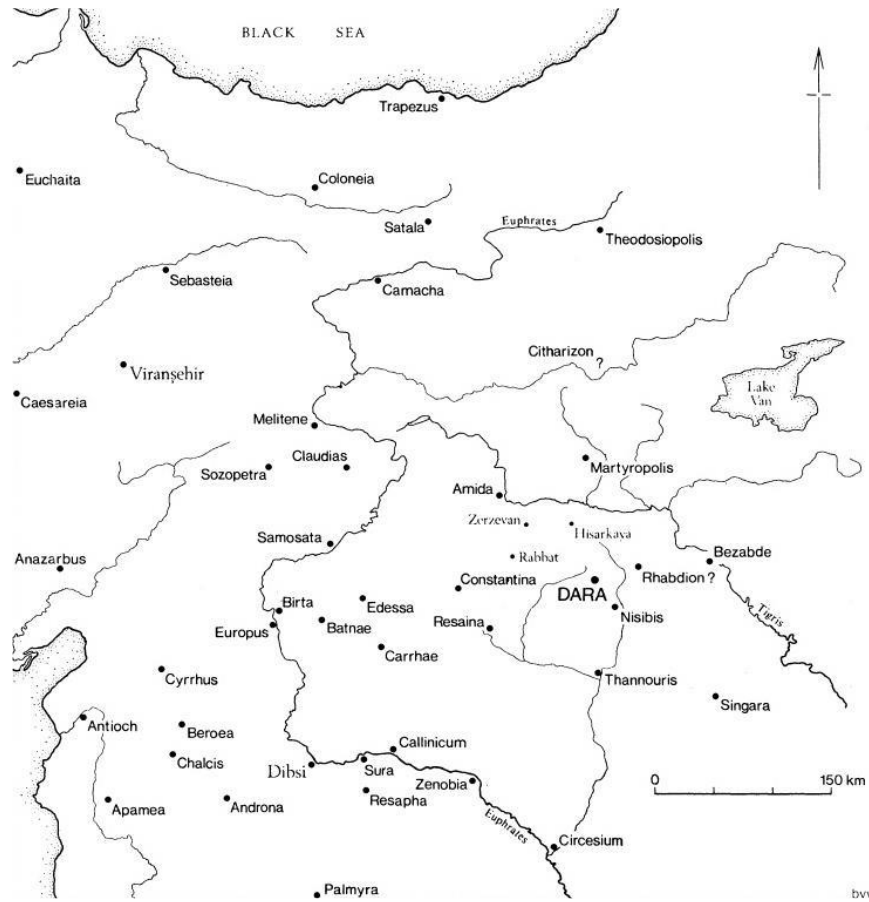 BLACK SEA
Trapezus
Euchaita
Coloneia
Satala
Euphrates
Theodosiopolis
Sebasteia
Camacha
Citharizon
?
Viranşehir
Lake
Van
Caesareia
Melitene
Claudias
Sozopetra
Martyropolis
Amida
Zerzevan
Hisarkaya
Samosata
Rabbat
Bezabde
Anazarbus
Constantina
Rhabdion ?
DARA
Birta
Edessa
Tigris
Nisibis
Europus
Batnae
Resaina
Carrhae
Cyrrhus
Thannouris
Singara
Antioch
Beroea
Callinicum
Chalcis
Dibsi
Sura
Zenobia
0 150 km
Resapha
Apamea
Androna
Euphrates
Circesium
Palmyra